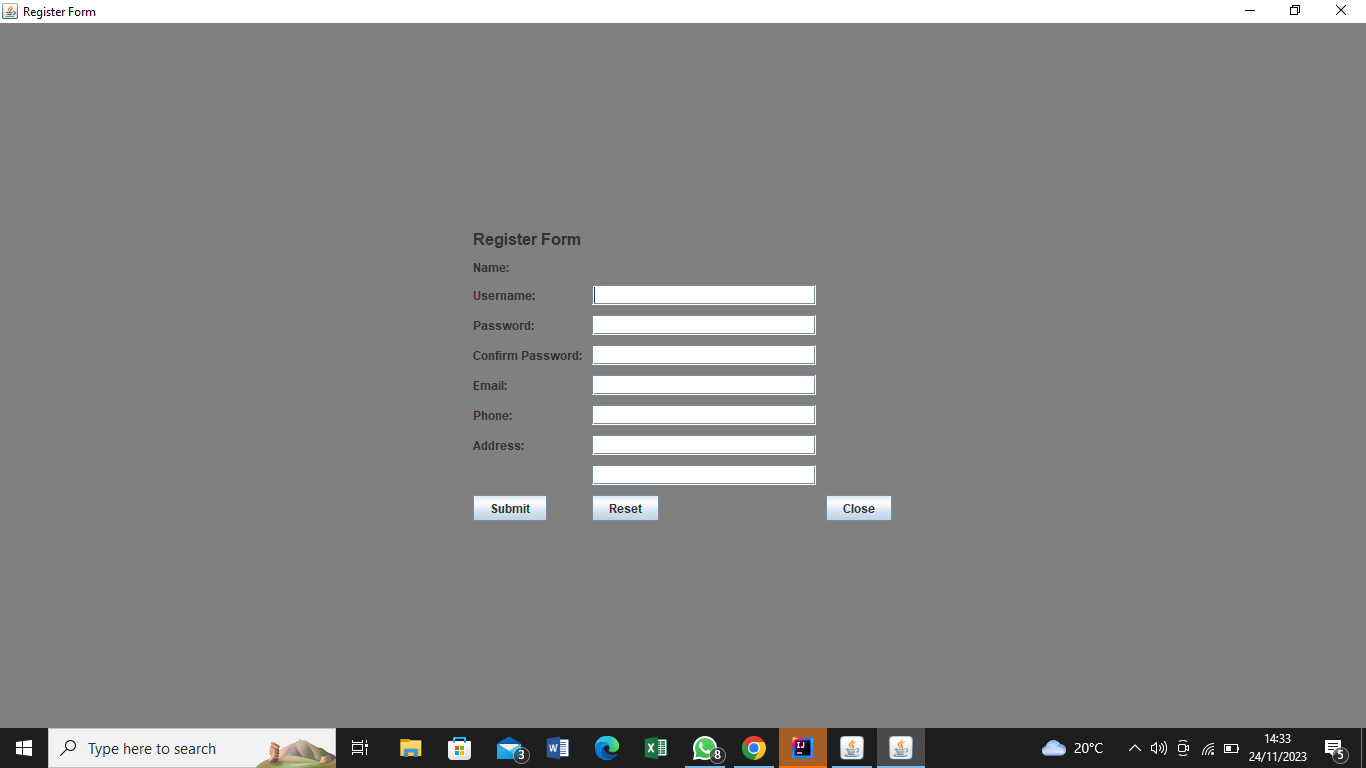 Register Form
Register Form
Name:
Username:
Password:
Confirm Password:
Email:
Phone:
Address:
Submit Reset Close
Type here to search 3 W X 8 IJ 20°C 14:33
24/11/2023 5